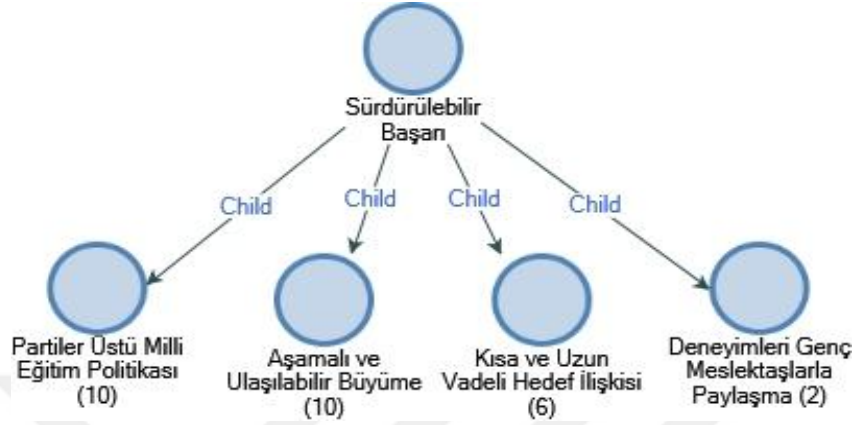 Sürdürülebilir
Başarı
Child
Child
Child
Child
Partiler Üstü Milli
Eğitim Politikası
(10)
Aşamalı ve
Ulaşılabilir Büyüme
(10)
Kısa ve Uzun
Vadeli Hedef İlişkisi
(6)
Deneyimleri Genç
Meslektaşlarla
Paylaşma (2)